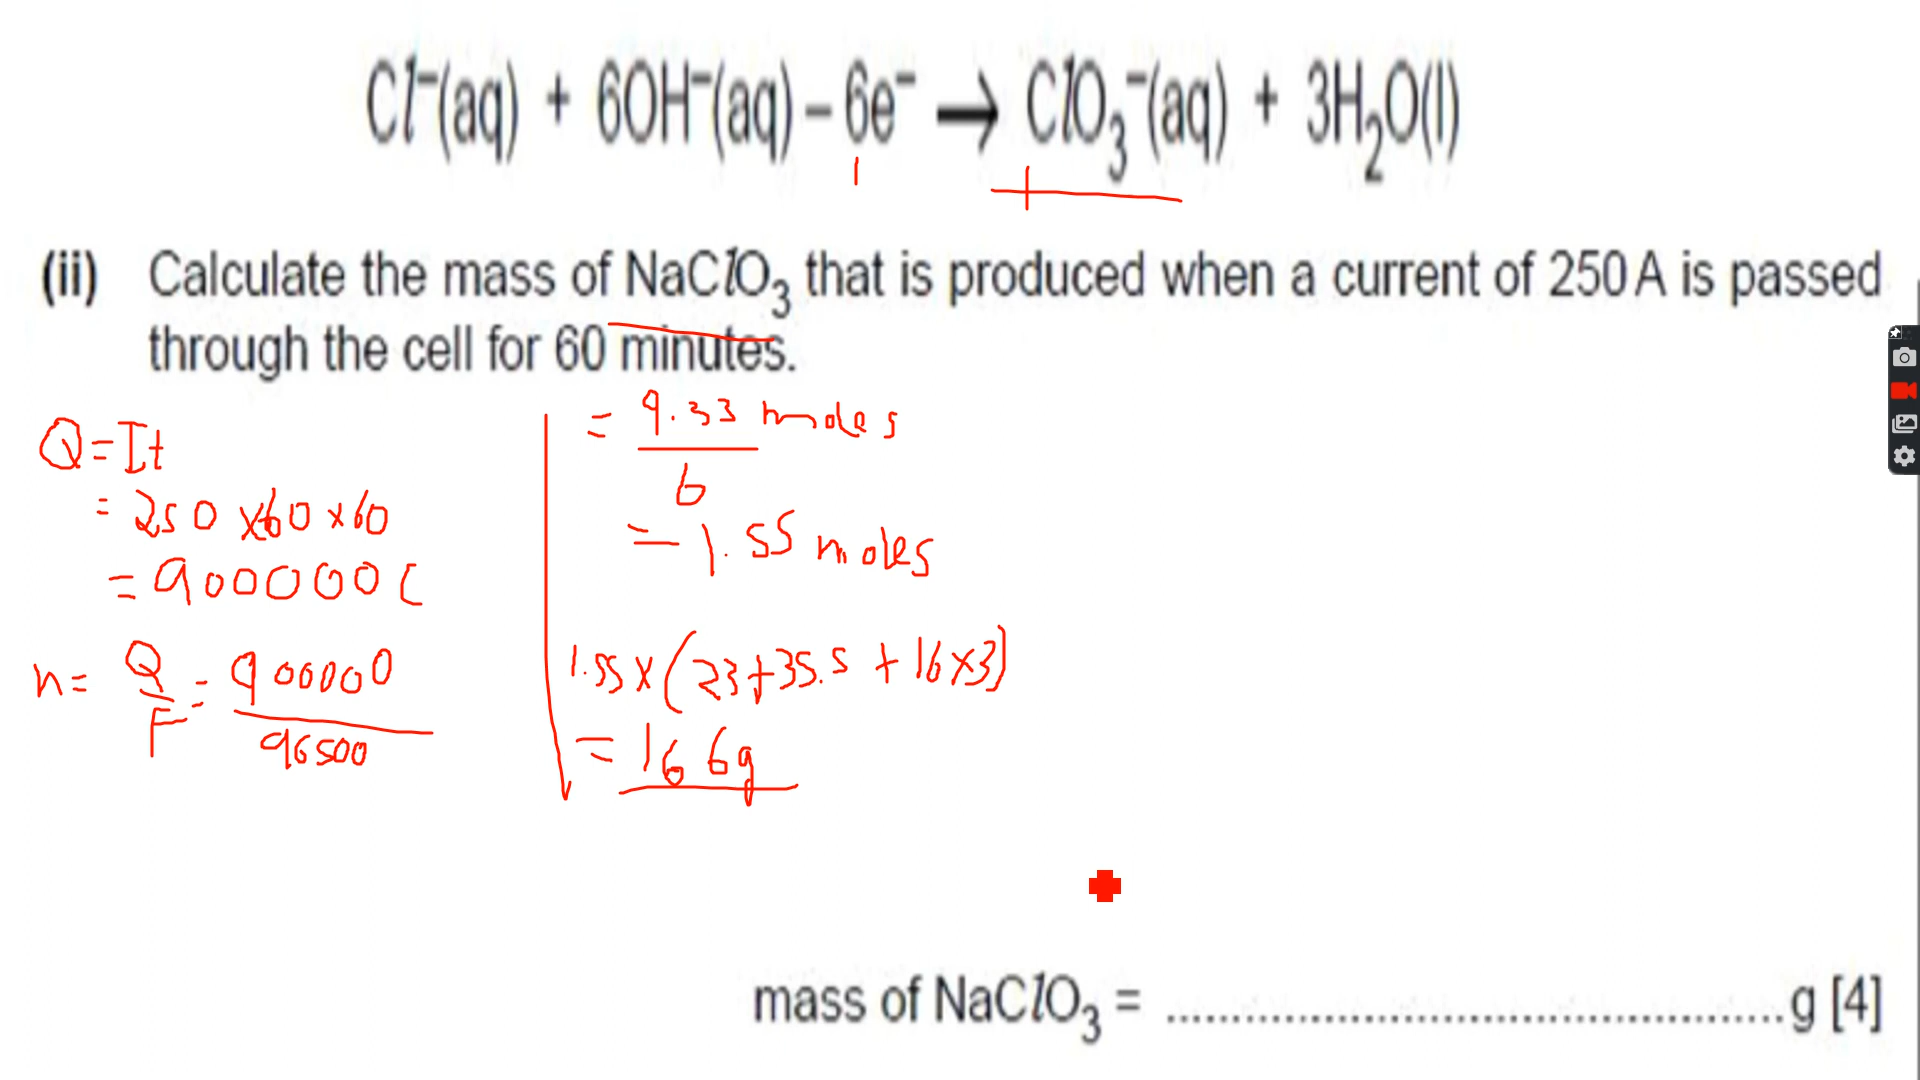 Cl⁻(aq) + 6OH⁻(aq) – 6e⁻ → ClO₃⁻(aq) + 3H₂O(l)
(ii) Calculate the mass of NaClO₃ that is produced when a current of 250 A is passed
through the cell for 60 minutes.
Q = It
= 250 x 60 x 60
= 900000 C
n = Q/F = 900000/96500
= 9.33 moles/6
= 1.55 moles
1.55 x (23 + 35.5 + 16 x 3)
= 166g
mass of NaClO₃ = ................................................ g [4]